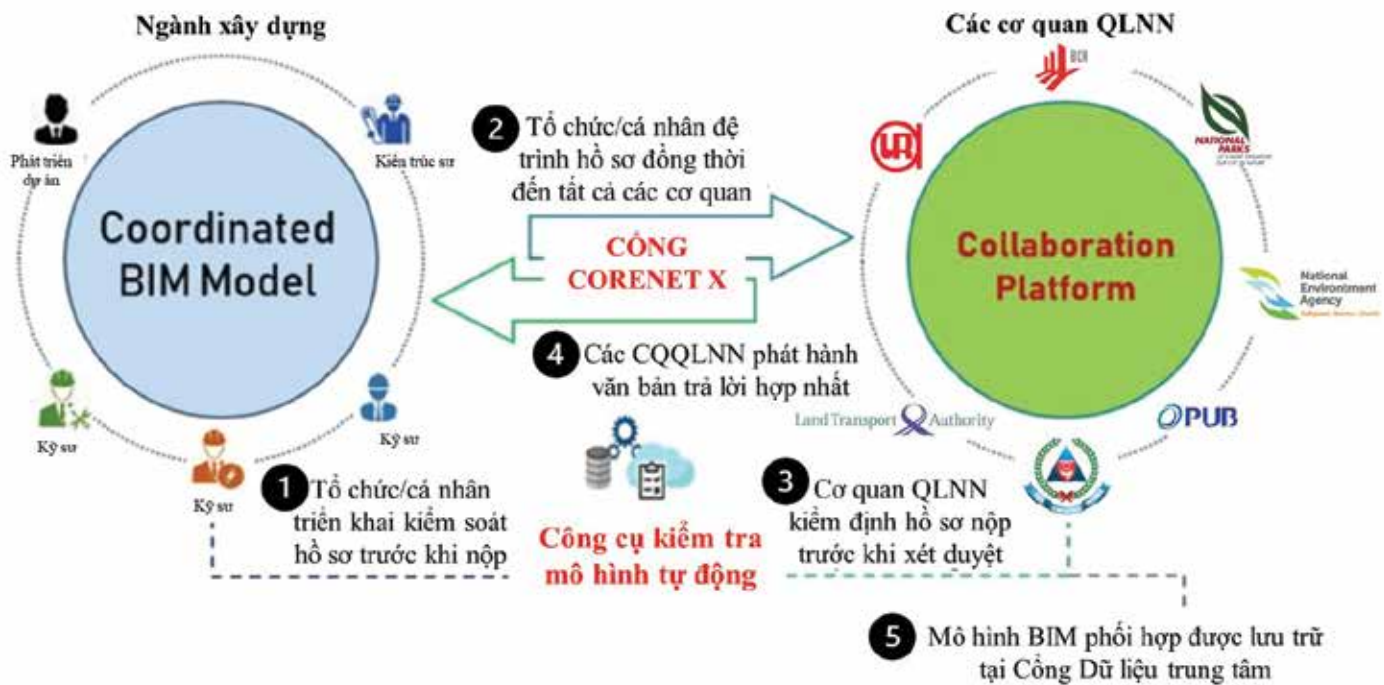 Ngành xây dựng
Các cơ quan QLNN
Phát triển
dự án
Kiến trúc sư
Coordinated
BIM Model
Kỹ sư
Kỹ sư
Kỹ sư
2 Tổ chức/cá nhân đệ
trình hồ sơ đồng thời
đến tất cả các cơ quan
CỔNG
CORENET X
4 Các CQQLNN phát hành
văn bản trả lời hợp nhất
BCA
NATIONAL
PARKS
Collaboration
Platform
National
Environment
Agency
PUB
Land Transport Authority
1 Tổ chức/cá nhân
triển khai kiểm soát
hồ sơ trước khi nộp
Công cụ kiểm tra
mô hình tự động
3 Cơ quan QLNN
kiểm định hồ sơ nộp
trước khi xét duyệt
5 Mô hình BIM phối hợp được lưu trữ
tại Cổng Dữ liệu trung tâm